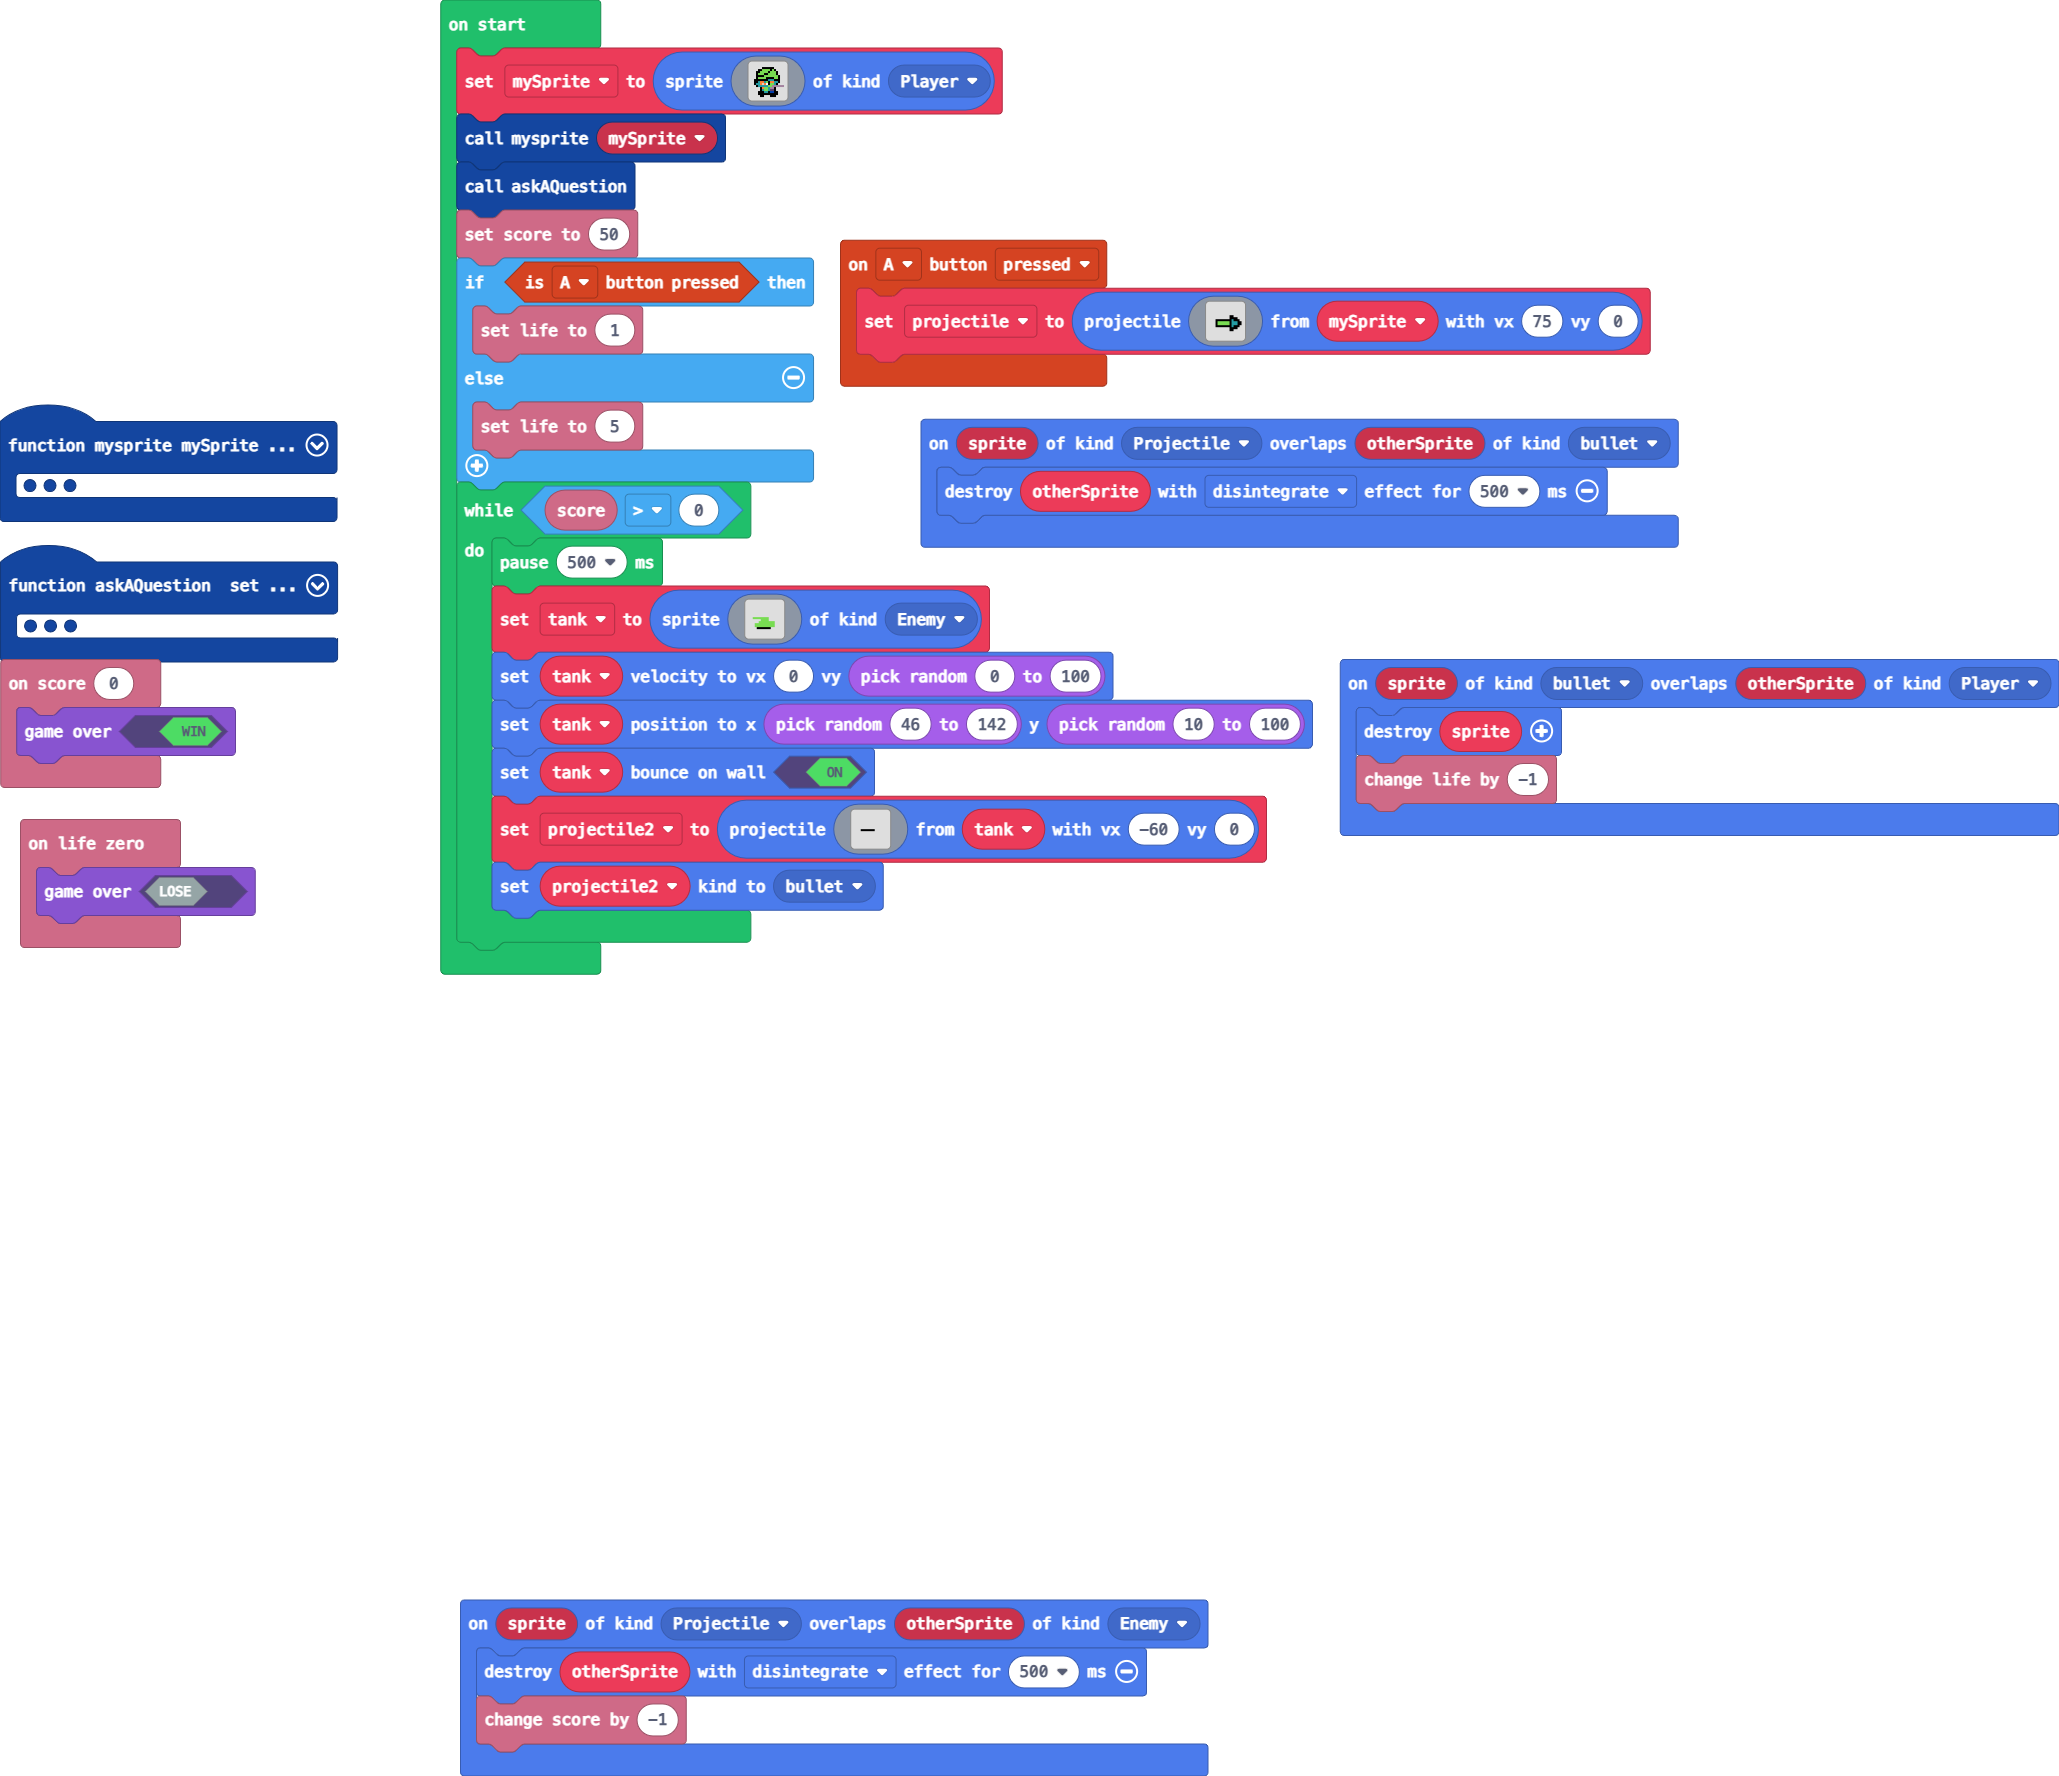 on start
set mySprite to sprite of kind Player
call mysprite mySprite
call askAQuestion
set score to 50
if is A button pressed then
set life to 1
else
set life to 5
while score > 0
do pause 500 ms
set tank to sprite of kind Enemy
set tank velocity to vx 0 vy pick random 0 to 100
set tank position to x pick random 46 to 142 y pick random 10 to 100
set tank bounce on wall ON
set projectile2 to projectile from tank with vx -60 vy 0
set projectile2 kind to bullet
on A button pressed
set projectile to projectile from mySprite with vx 75 vy 0
on sprite of kind Projectile overlaps otherSprite of kind bullet
destroy otherSprite with disintegrate effect for 500 ms
function mysprite mySprite ...
function askAQuestion set ...
on score 0
game over WIN
on life zero
game over LOSE
on sprite of kind bullet overlaps otherSprite of kind Player
destroy sprite
change life by -1
on sprite of kind Projectile overlaps otherSprite of kind Enemy
destroy otherSprite with disintegrate effect for 500 ms
change score by -1